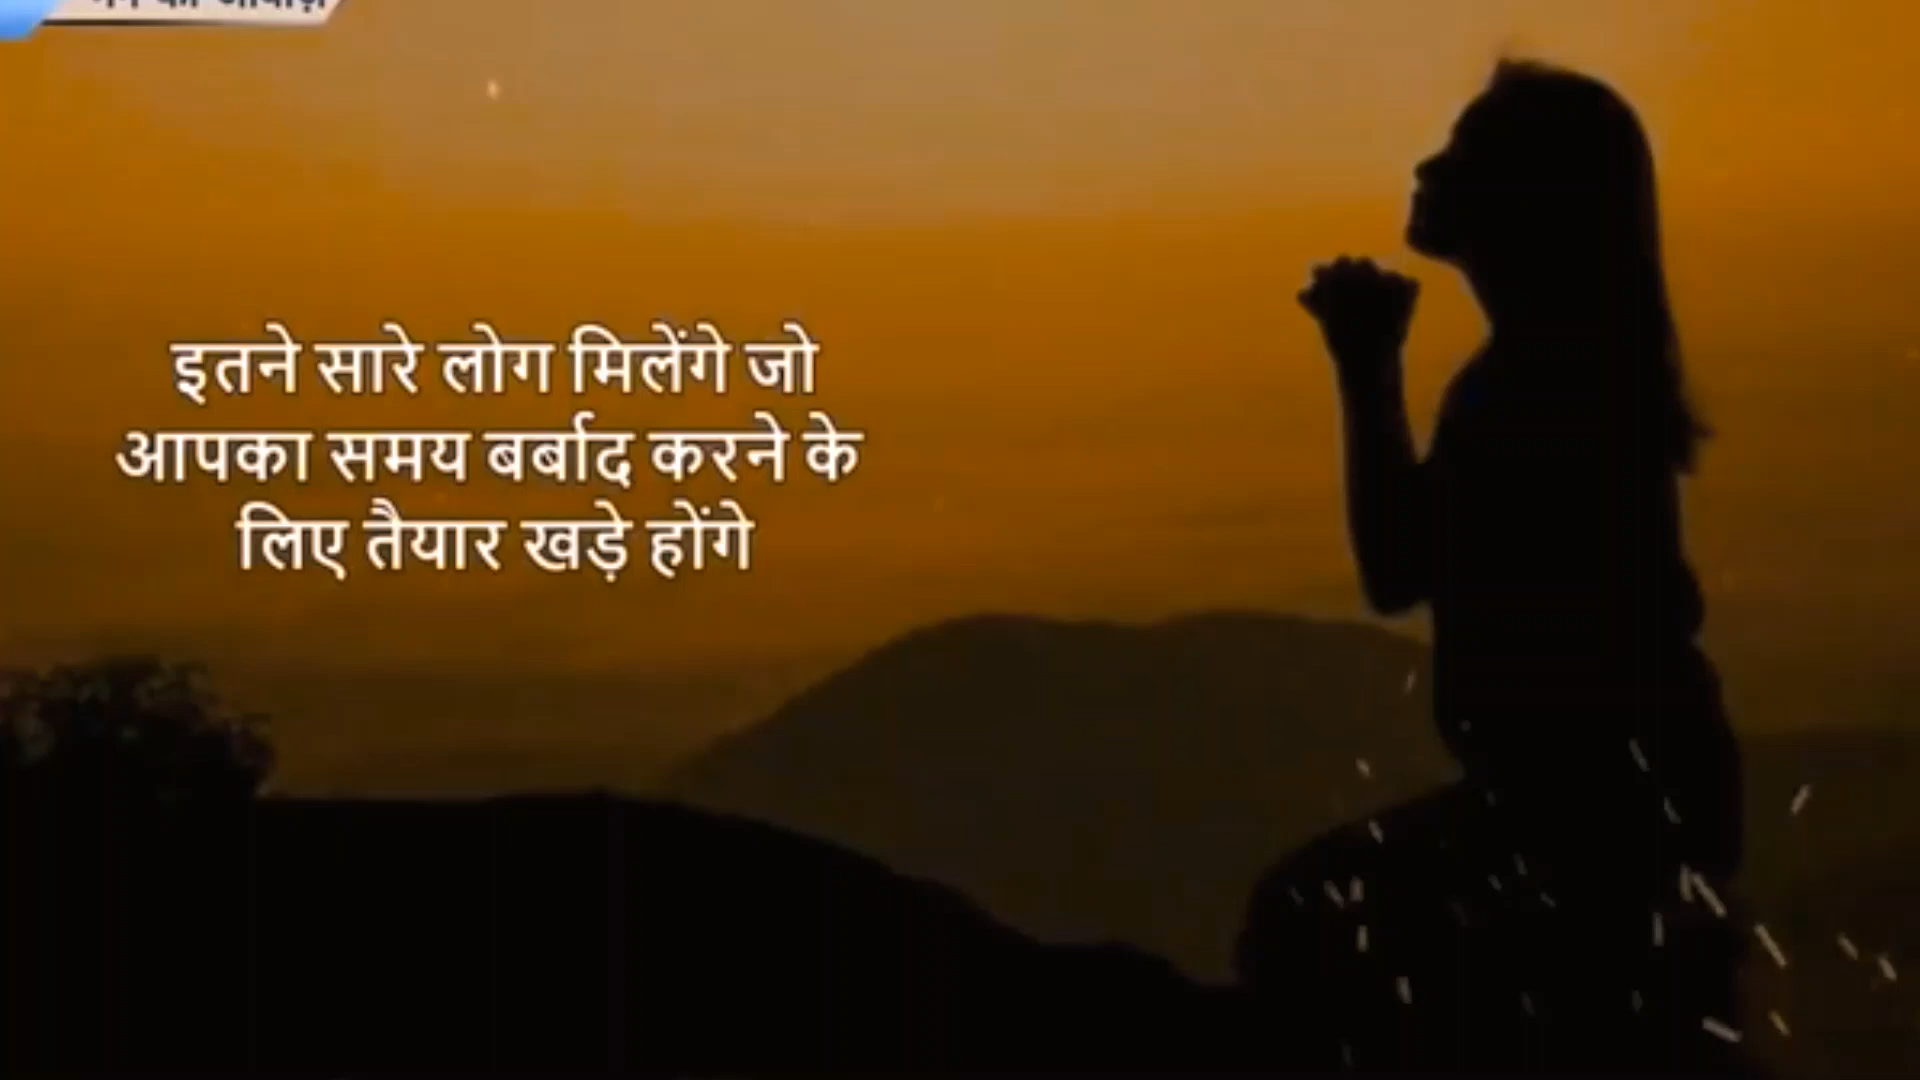 इतने सारे लोग मिलेंगे जो
आपका समय बर्बाद करने के
लिए तैयार खड़े होंगे